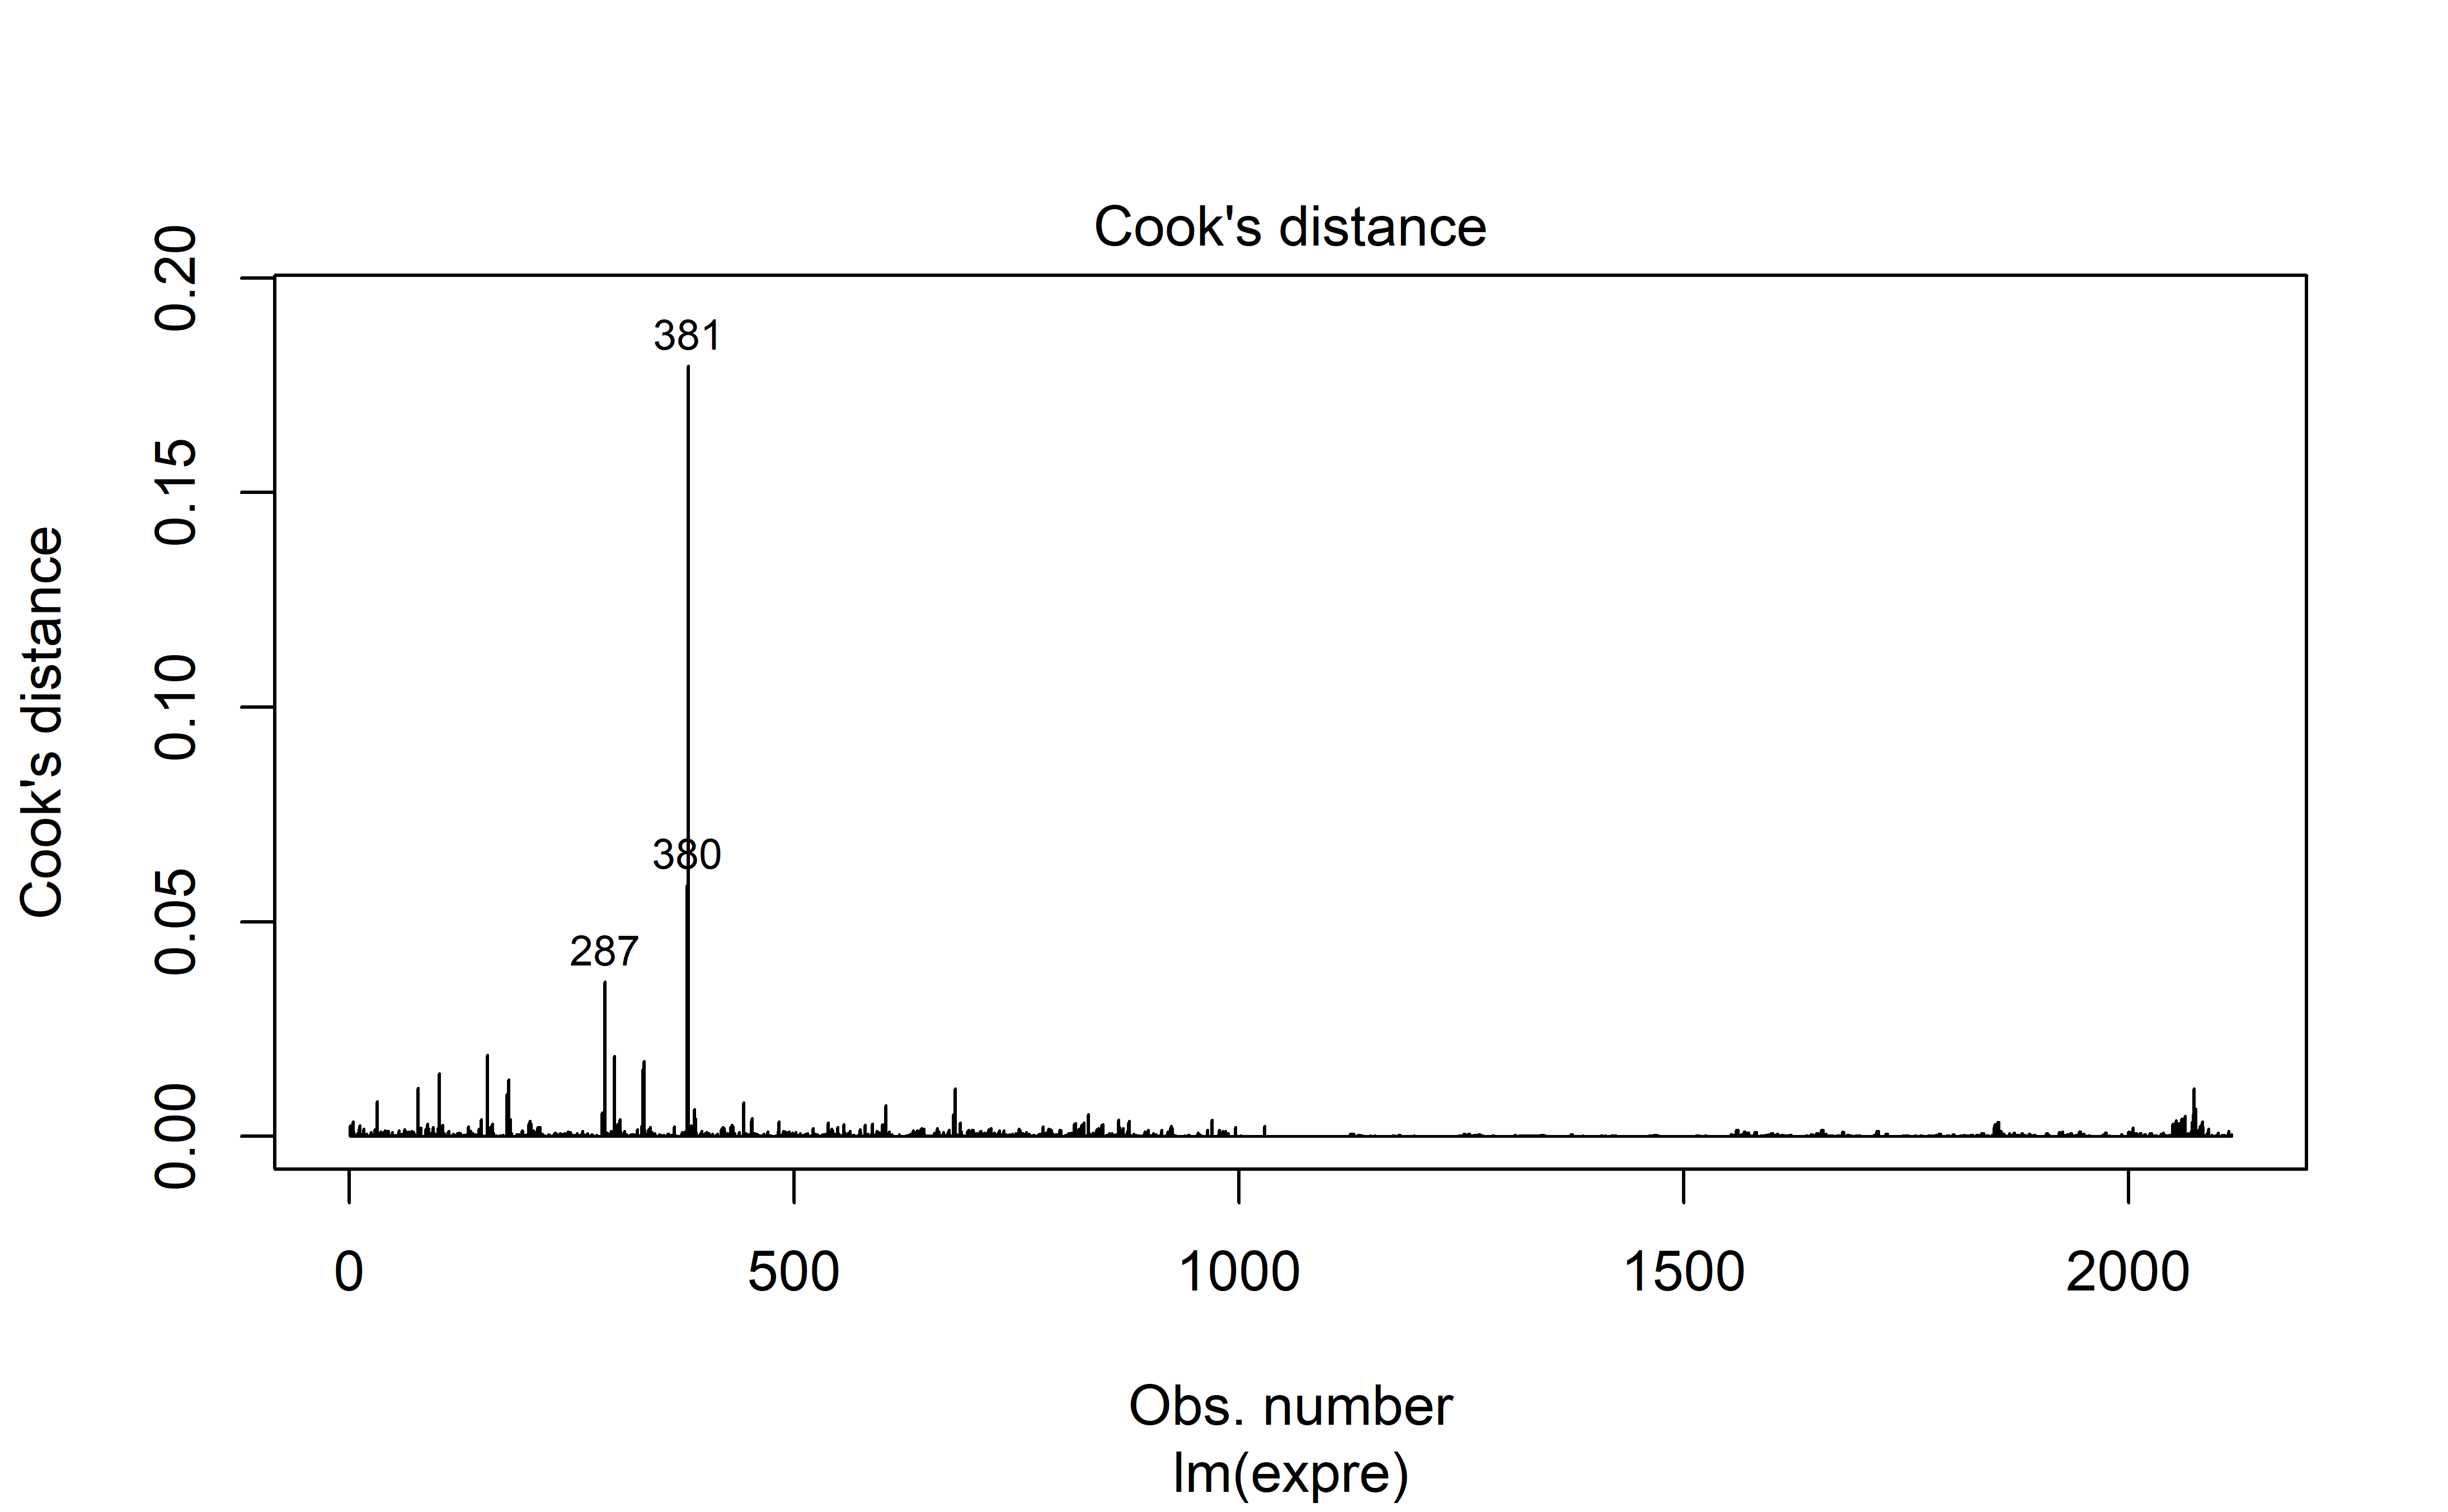 Cook's distance
0.20
0.15
0.10
0.05
0.00
Cook's distance
381
380
287
0 500 1000 1500 2000
Obs. number
lm(expre)